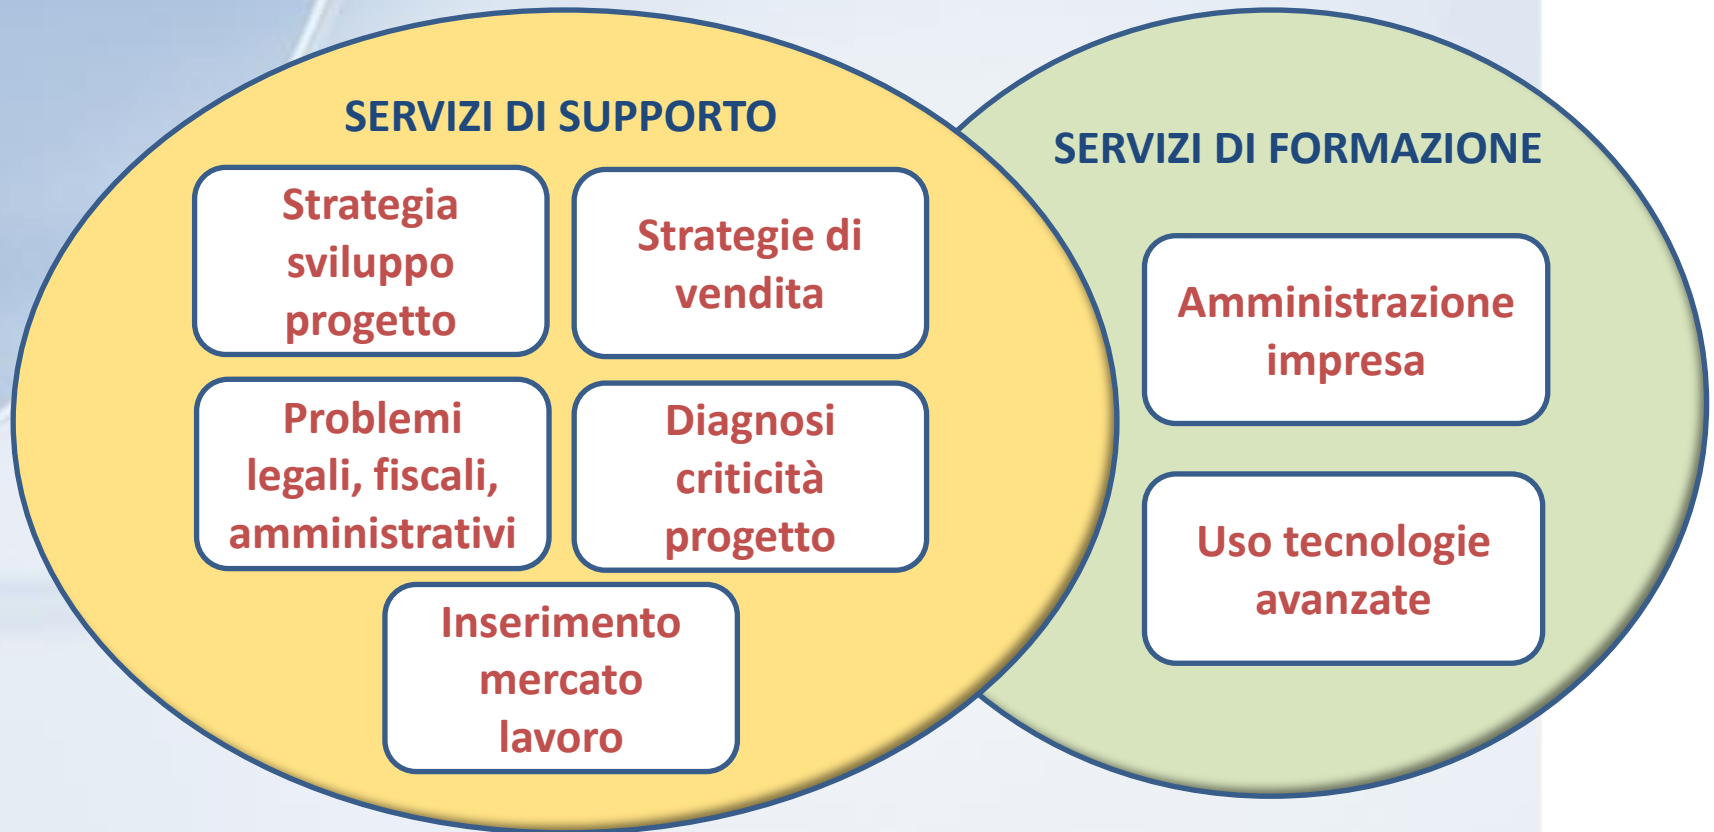 SERVIZI DI SUPPORTO
Strategia
sviluppo
progetto
Strategie di
vendita
Problemi
legali, fiscali,
amministrativi
Diagnosi
criticità
progetto
Inserimento
mercato
lavoro
SERVIZI DI FORMAZIONE
Amministrazione
impresa
Uso tecnologie
avanzate